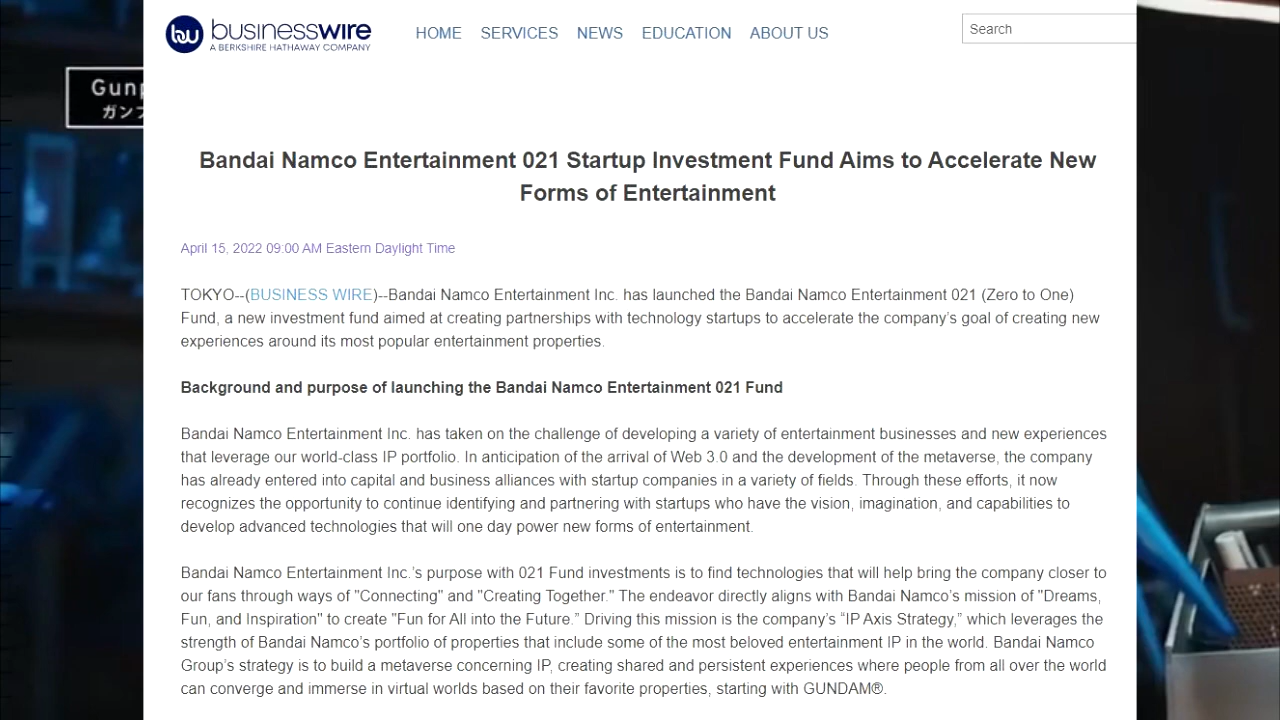 businesswire
A BERKSHIRE HATHAWAY COMPANY
HOME SERVICES NEWS EDUCATION ABOUT US
Search
ガン
Bandai Namco Entertainment 021 Startup Investment Fund Aims to Accelerate New
Forms of Entertainment
April 15, 2022 09:00 AM Eastern Daylight Time
TOKYO--(BUSINESS WIRE)--Bandai Namco Entertainment Inc. has launched the Bandai Namco Entertainment 021 (Zero to One)
Fund, a new investment fund aimed at creating partnerships with technology startups to accelerate the company's goal of creating new
experiences around its most popular entertainment properties.
Background and purpose of launching the Bandai Namco Entertainment 021 Fund
Bandai Namco Entertainment Inc. has taken on the challenge of developing a variety of entertainment businesses and new experiences
that leverage our world-class IP portfolio. In anticipation of the arrival of Web 3.0 and the development of the metaverse, the company
has already entered into capital and business alliances with startup companies in a variety of fields. Through these efforts, it now
recognizes the opportunity to continue identifying and partnering with startups who have the vision, imagination, and capabilities to
develop advanced technologies that will one day power new forms of entertainment.
Bandai Namco Entertainment Inc.'s purpose with 021 Fund investments is to find technologies that will help bring the company closer to
our fans through ways of "Connecting" and "Creating Together." The endeavor directly aligns with Bandai Namco's mission of "Dreams,
Fun, and Inspiration" to create "Fun for All into the Future." Driving this mission is the company's “IP Axis Strategy,” which leverages the
strength of Bandai Namco's portfolio of properties that include some of the most beloved entertainment IP in the world. Bandai Namco
Group's strategy is to build a metaverse concerning IP, creating shared and persistent experiences where people from all over the world
can converge and immerse in virtual worlds based on their favorite properties, starting with GUNDAM®.